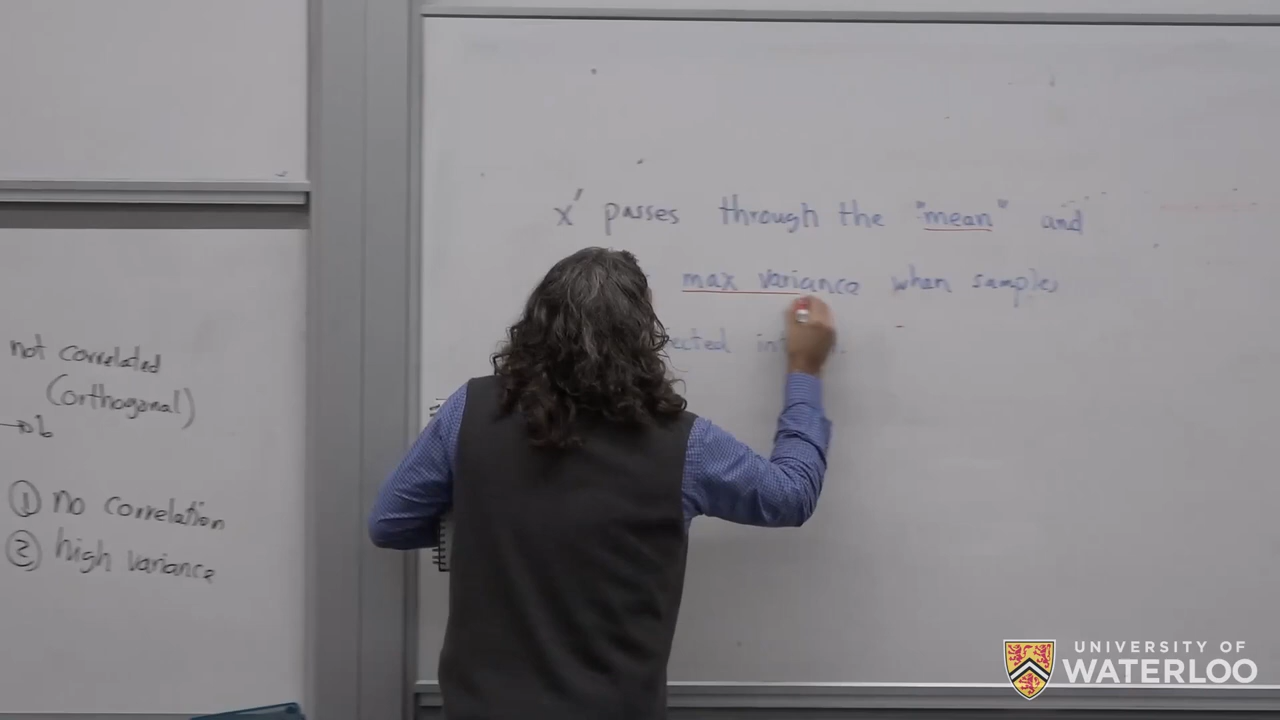 not correlated
(orthogonal)
① no correlation
② high variance
x' passes through the "mean" and
max variance when samples
UNIVERSITY OF
WATERLOO